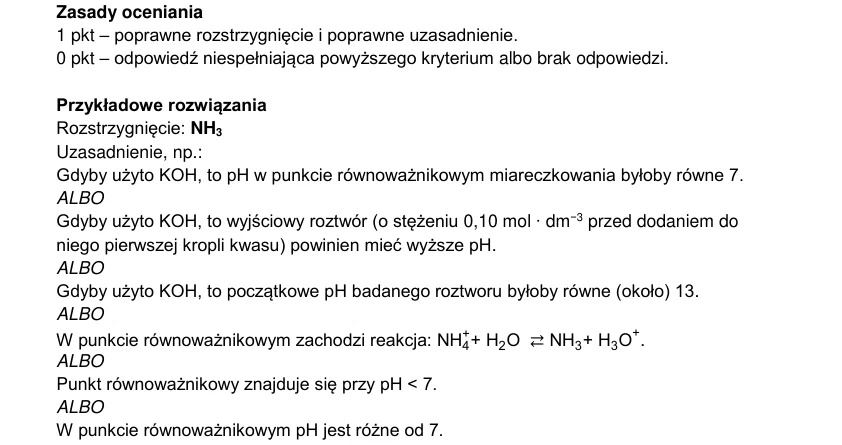 Zasady oceniania
1 pkt – poprawne rozstrzygnięcie i poprawne uzasadnienie.
0 pkt – odpowiedź niespełniająca powyższego kryterium albo brak odpowiedzi.
Przykładowe rozwiązania
Rozstrzygnięcie: NH₃
Uzasadnienie, np.:
Gdyby użyto KOH, to pH w punkcie równoważnikowym miareczkowania byłoby równe 7.
ALBO
Gdyby użyto KOH, to wyjściowy roztwór (o stężeniu 0,10 mol · dm⁻³ przed dodaniem do
niego pierwszej kropli kwasu) powinien mieć wyższe pH.
ALBO
Gdyby użyto KOH, to początkowe pH badanego roztworu byłoby równe (około) 13.
ALBO
W punkcie równoważnikowym zachodzi reakcja: NH₄⁺ + H₂O ⇄ NH₃ + H₃O⁺.
ALBO
Punkt równoważnikowy znajduje się przy pH < 7.
ALBO
W punkcie równoważnikowym pH jest różne od 7.